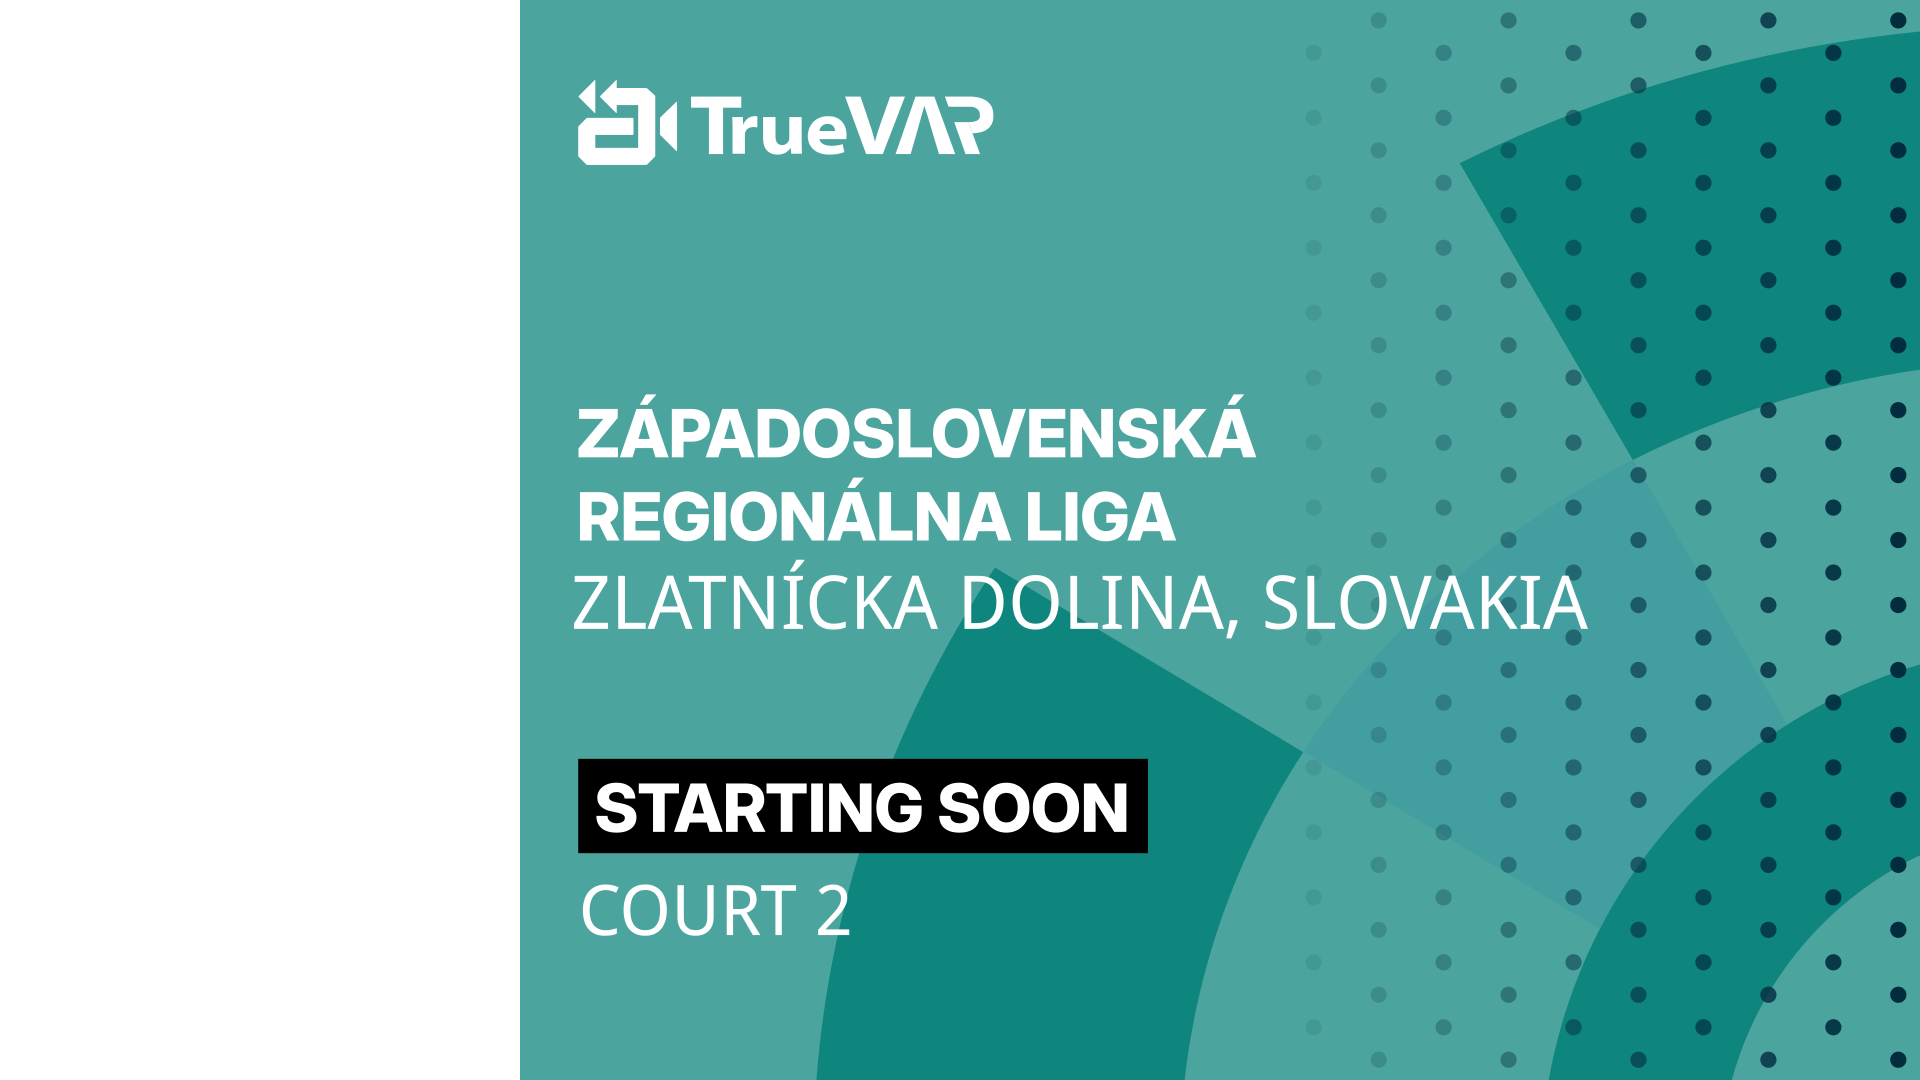 TrueVAR
ZÁPADOSLOVENSKÁ
REGIONÁLNA LIGA
ZLATNÍCKA DOLINA, SLOVAKIA
STARTING SOON
COURT 2